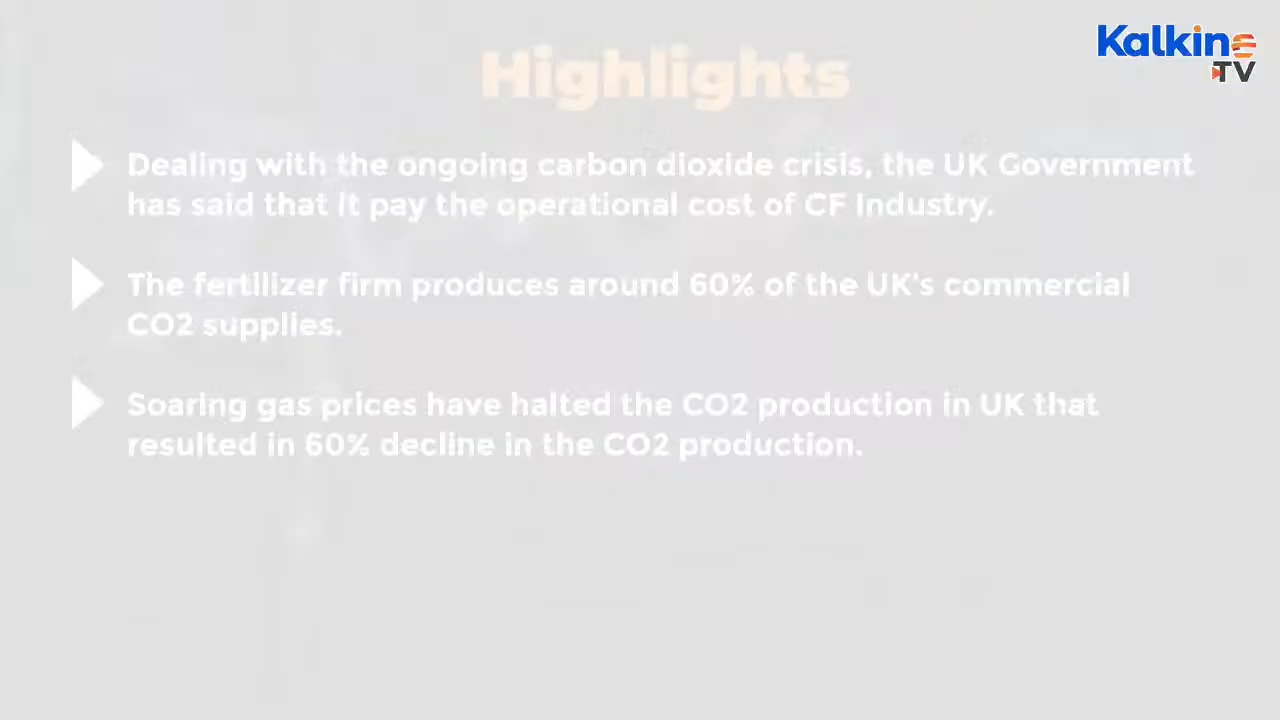 Kalkine
TV
Highlights
Dealing with the ongoing carbon dioxide crisis, the UK Government
has said that it pay the operational cost of CF Industry.
The fertilizer firm produces around 60% of the UK's commercial
CO2 supplies.
Soaring gas prices have halted the CO2 production in UK that
resulted in 60% decline in the CO2 production.